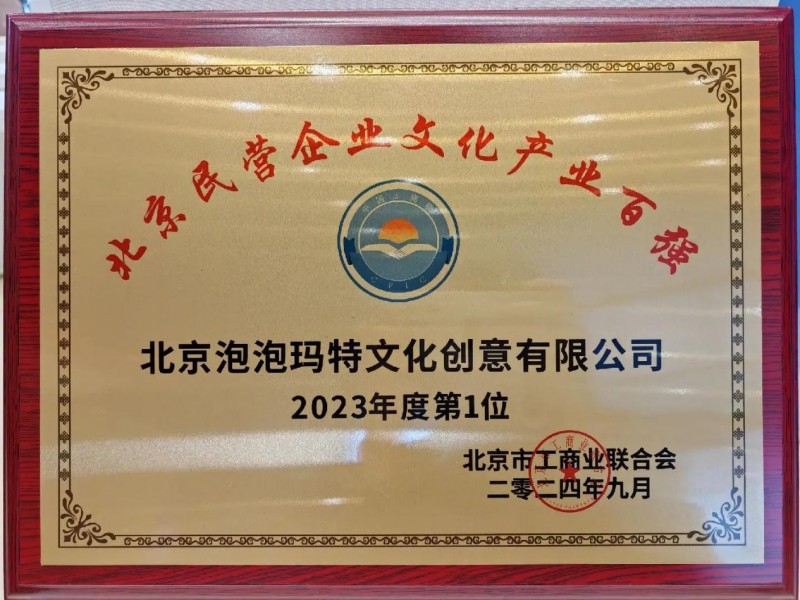 北京民营企业文化产业百强
北京泡泡玛特文化创意有限公司
2023年度第1位
北京市工商业联合会
二零二四年九月